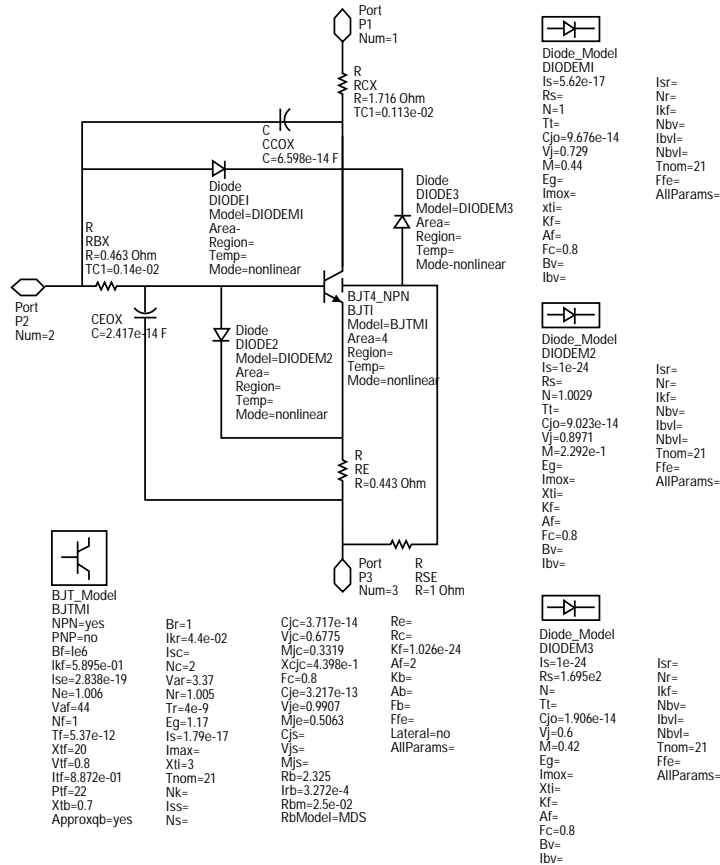 Port
P1
Num=1
R
RCX
R=1.716 Ohm
TC1=0.113e-02
C
CCOX
C=6.598e-14 F
Diode
DIODEI
Model=DIODEMI
Area-
Region=
Temp=
Mode=nonlinear
Diode
DIODE3
Model=DIODEM3
Area=
Region=
Temp=
Mode-nonlinear
R
RBX
R=0.463 Ohm
TC1=0.14e-02
Port
P2
Num=2
CEOX
C=2.417e-14 F
Diode
DIODE2
Model=DIODEM2
Area=
Region=
Temp=
Mode=nonlinear
BJT4_NPN
BJTI
Model=BJTMI
Area=4
Region=
Temp=
Mode=nonlinear
R
RE
R=0.443 Ohm
Port
P3
Num=3
R
RSE
R=1 Ohm
BJT_Model
BJTMI
NPN=yes
PNP=no
Bf=Ie6
Ikf=5.895e-01
Ise=2.838e-19
Ne=1.006
Vaf=44
Nf=1
Tf=5.37e-12
Xtf=20
Vtf=0.8
Itf=8.872e-01
Ptf=22
Xtb=0.7
Approxqb=yes
Br=1
Ikr=4.4e-02
Isc=
Nc=2
Var=3.37
Nr=1.005
Tr=4e-9
Eg=1.17
Is=1.79e-17
Imax=
Xti=3
Tnom=21
Nk=
Iss=
Ns=
Cjc=3.717e-14
Vjc=0.6775
Mjc=0.3319
Xcjc=4.398e-1
Fc=0.8
Cje=3.217e-13
Vje=0.9907
Mje=0.5063
Cjs=
Vjs=
Mjs=
Rb=2.325
Irb=3.272e-4
Rbm=2.5e-02
RbModel=MDS
Re=
Rc=
Kf=1.026e-24
Af=2
Kb=
Ab=
Fb=
Ffe=
Lateral=no
AllParams=
Diode_Model
DIODEMI
Is=5.62e-17
Rs=
N=1
Tt=
Cjo=9.676e-14
Vj=0.729
M=0.44
Eg=
Imox=
xti=
Kf=
Af=
Fc=0.8
Bv=
Ibv=
Isr=
Nr=
Ikf=
Nbv=
Ibvl=
Nbvl=
Tnom=21
Ffe=
AllParams=
Diode_Model
DIODEM2
Is=1e-24
Rs=
N=1.0029
Tt=
Cjo=9.023e-14
Vj=0.8971
M=2.292e-1
Eg=
Imox=
Xti=
Kf=
Af=
Fc=0.8
Bv=
Ibv=
Isr=
Nr=
Ikf=
Nbv=
Ibvl=
Nbvl=
Tnom=21
Ffe=
AllParams=
Diode_Model
DIODEM3
Is=1e-24
Rs=1.695e2
N=
Tt=
Cjo=1.906e-14
Vj=0.6
M=0.42
Eg=
Imox=
Xti=
Kf=
Af=
Fc=0.8
Bv=
Ibv=
Isr=
Nr=
Ikf=
Nbv=
Ibvl=
Nbvl=
Tnom=21
Ffe=
AllParams=